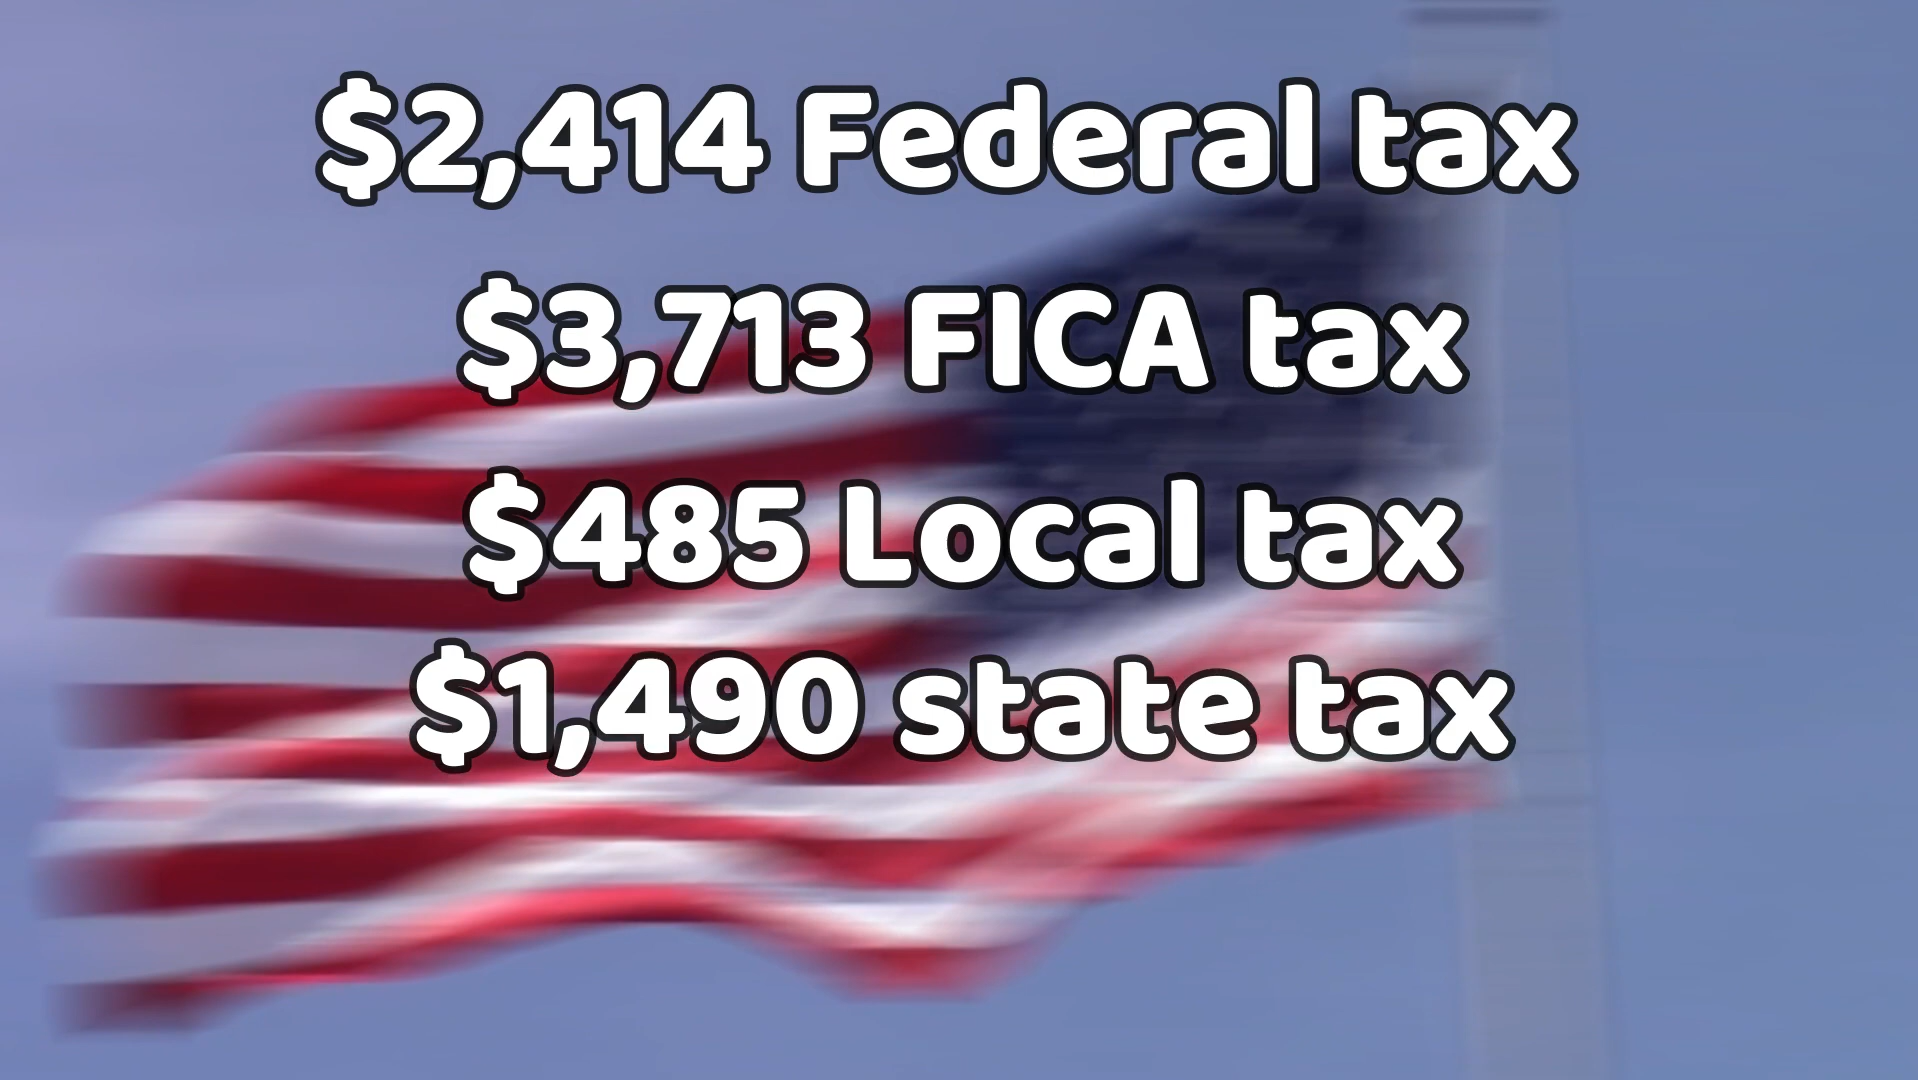 $2,414 Federal tax
$3,713 FICA tax
$485 Local tax
$1,490 state tax